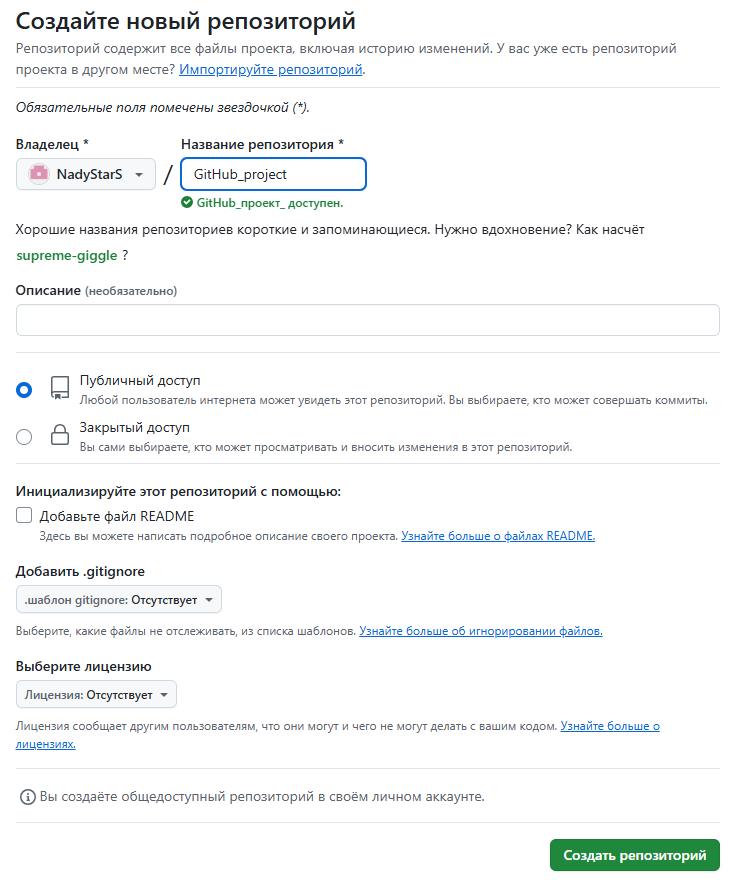 Создайте новый репозиторий
Репозиторий содержит все файлы проекта, включая историю изменений. У вас уже есть репозиторий
проекта в другом месте? Импортируйте репозиторий.
Обязательные поля помечены звездочкой (*).
Владелец *
Название репозитория *
NadyStarS
/
GitHub_project
GitHub_проект_ доступен.
Хорошие названия репозиториев короткие и запоминающиеся. Нужно вдохновение? Как насчёт
supreme-giggle ?
Описание (необязательно)
Публичный доступ
Любой пользователь интернета может увидеть этот репозиторий. Вы выбираете, кто может совершать коммиты.
Закрытый доступ
Вы сами выбираете, кто может просматривать и вносить изменения в этот репозиторий.
Инициализируйте этот репозиторий с помощью:
Добавьте файл README
Здесь вы можете написать подробное описание своего проекта. Узнайте больше о файлах README.
Добавить .gitignore
.шаблон gitignore: Отсутствует
Выберите, какие файлы не отслеживать, из списка шаблонов. Узнайте больше об игнорировании файлов.
Выберите лицензию
Лицензия: Отсутствует
Лицензия сообщает другим пользователям, что они могут и чего не могут делать с вашим кодом. Узнайте больше о
лицензиях.
Вы создаёте общедоступный репозиторий в своём личном аккаунте.
Создать репозиторий